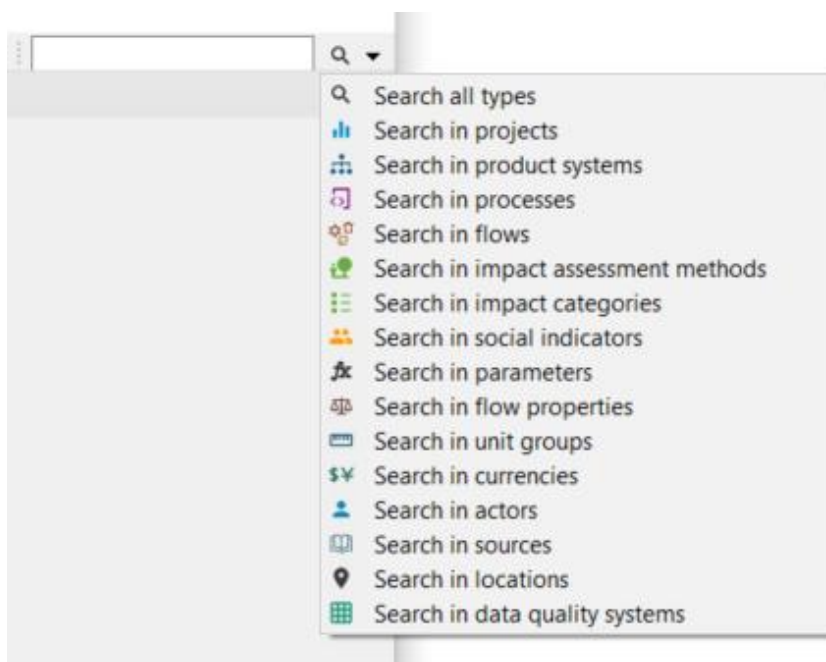 Search all types
Search in projects
Search in product systems
Search in processes
Search in flows
Search in impact assessment methods
Search in impact categories
Search in social indicators
Search in parameters
Search in flow properties
Search in unit groups
Search in currencies
Search in actors
Search in sources
Search in locations
Search in data quality systems